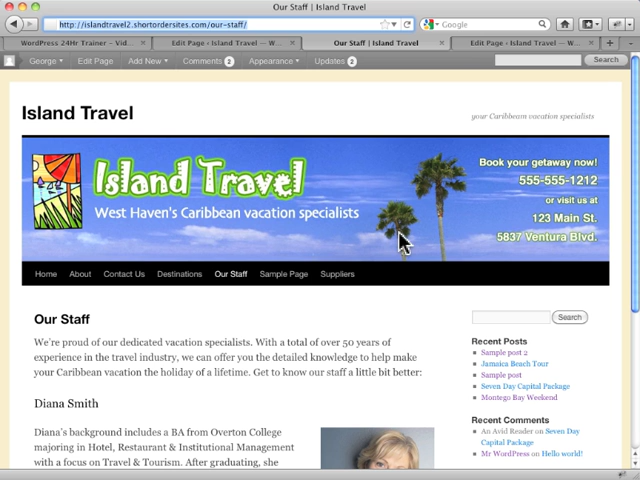 Our Staff | Island Travel
http://islandtravel2.shortordersites.com/our-staff/
Google
WordPress 24Hr Trainer – Vid...
Edit Page ‹ Island Travel — W...
Our Staff | Island Travel
Edit Page ‹ Island Travel — W...
George
Edit Page
Add New
Comments 2
Appearance
Updates 2
Search
Island Travel
your Caribbean vacation specialists
Island Travel
West Haven's Caribbean vacation specialists
Book your getaway now!
555-555-1212
or visit us at
123 Main St.
5837 Ventura Blvd.
Home
About
Contact Us
Destinations
Our Staff
Sample Page
Suppliers
Our Staff
We're proud of our dedicated vacation specialists. With a total of over 50 years of
experience in the travel industry, we can offer you the detailed knowledge to help make
your Caribbean vacation the holiday of a lifetime. Get to know our staff a little bit better:
Diana Smith
Diana's background includes a BA from Overton College
majoring in Hotel, Restaurant & Institutional Management
with a focus on Travel & Tourism. After graduating, she
Search
Recent Posts
Sample post 2
Jamaica Beach Tour
Sample post
Seven Day Capital Package
Montego Bay Weekend
Recent Comments
An Avid Reader on Seven Day
Capital Package
Mr WordPress on Hello world!